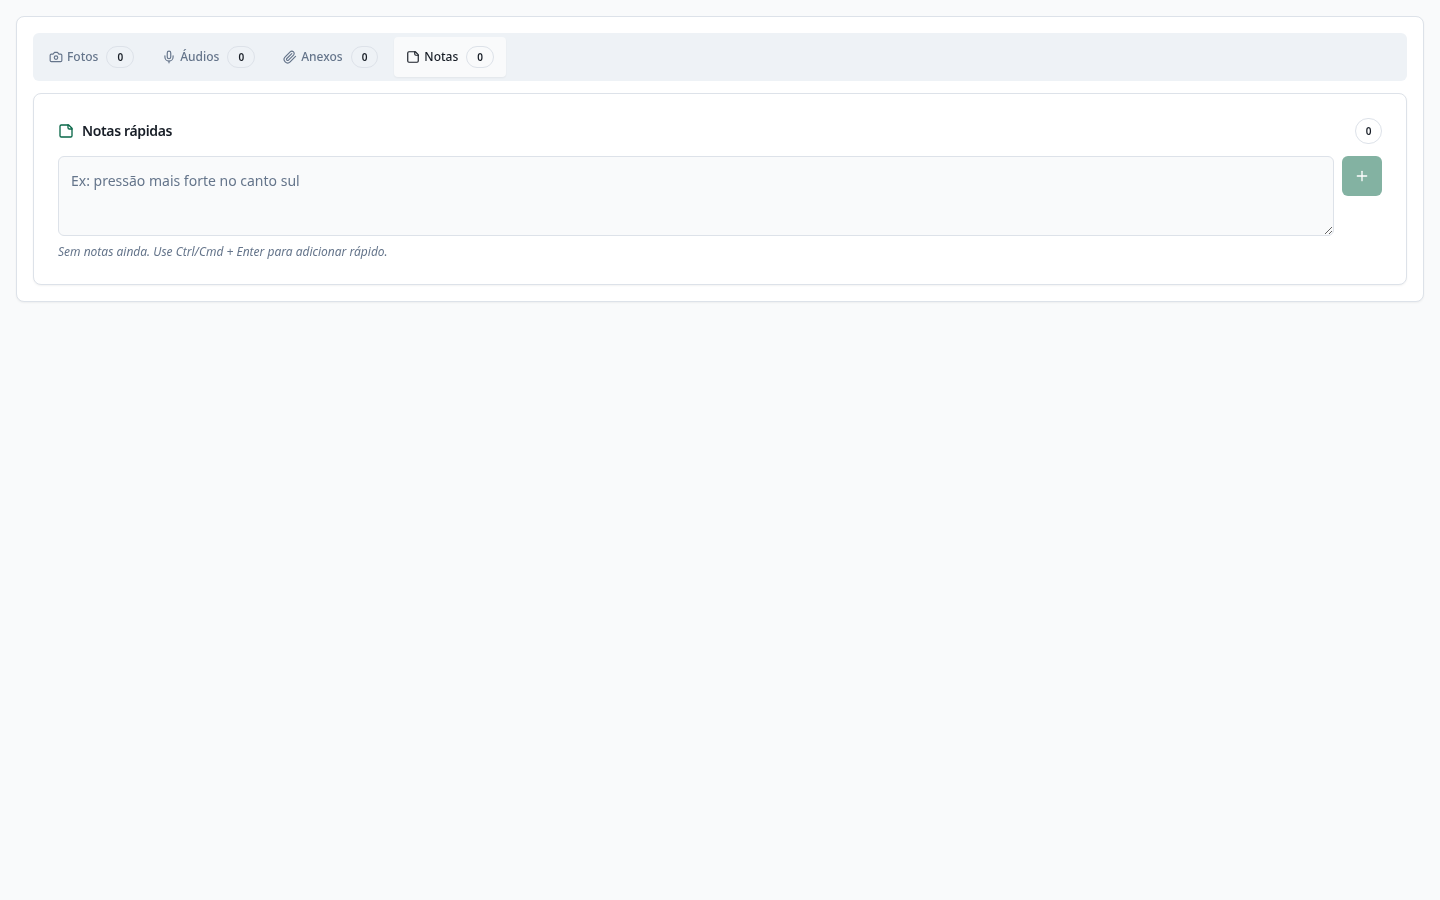 Fotos 0 Áudios 0 Anexos 0 Notas 0
Notas rápidas 0
Ex: pressão mais forte no canto sul
Sem notas ainda. Use Ctrl/Cmd + Enter para adicionar rápido.